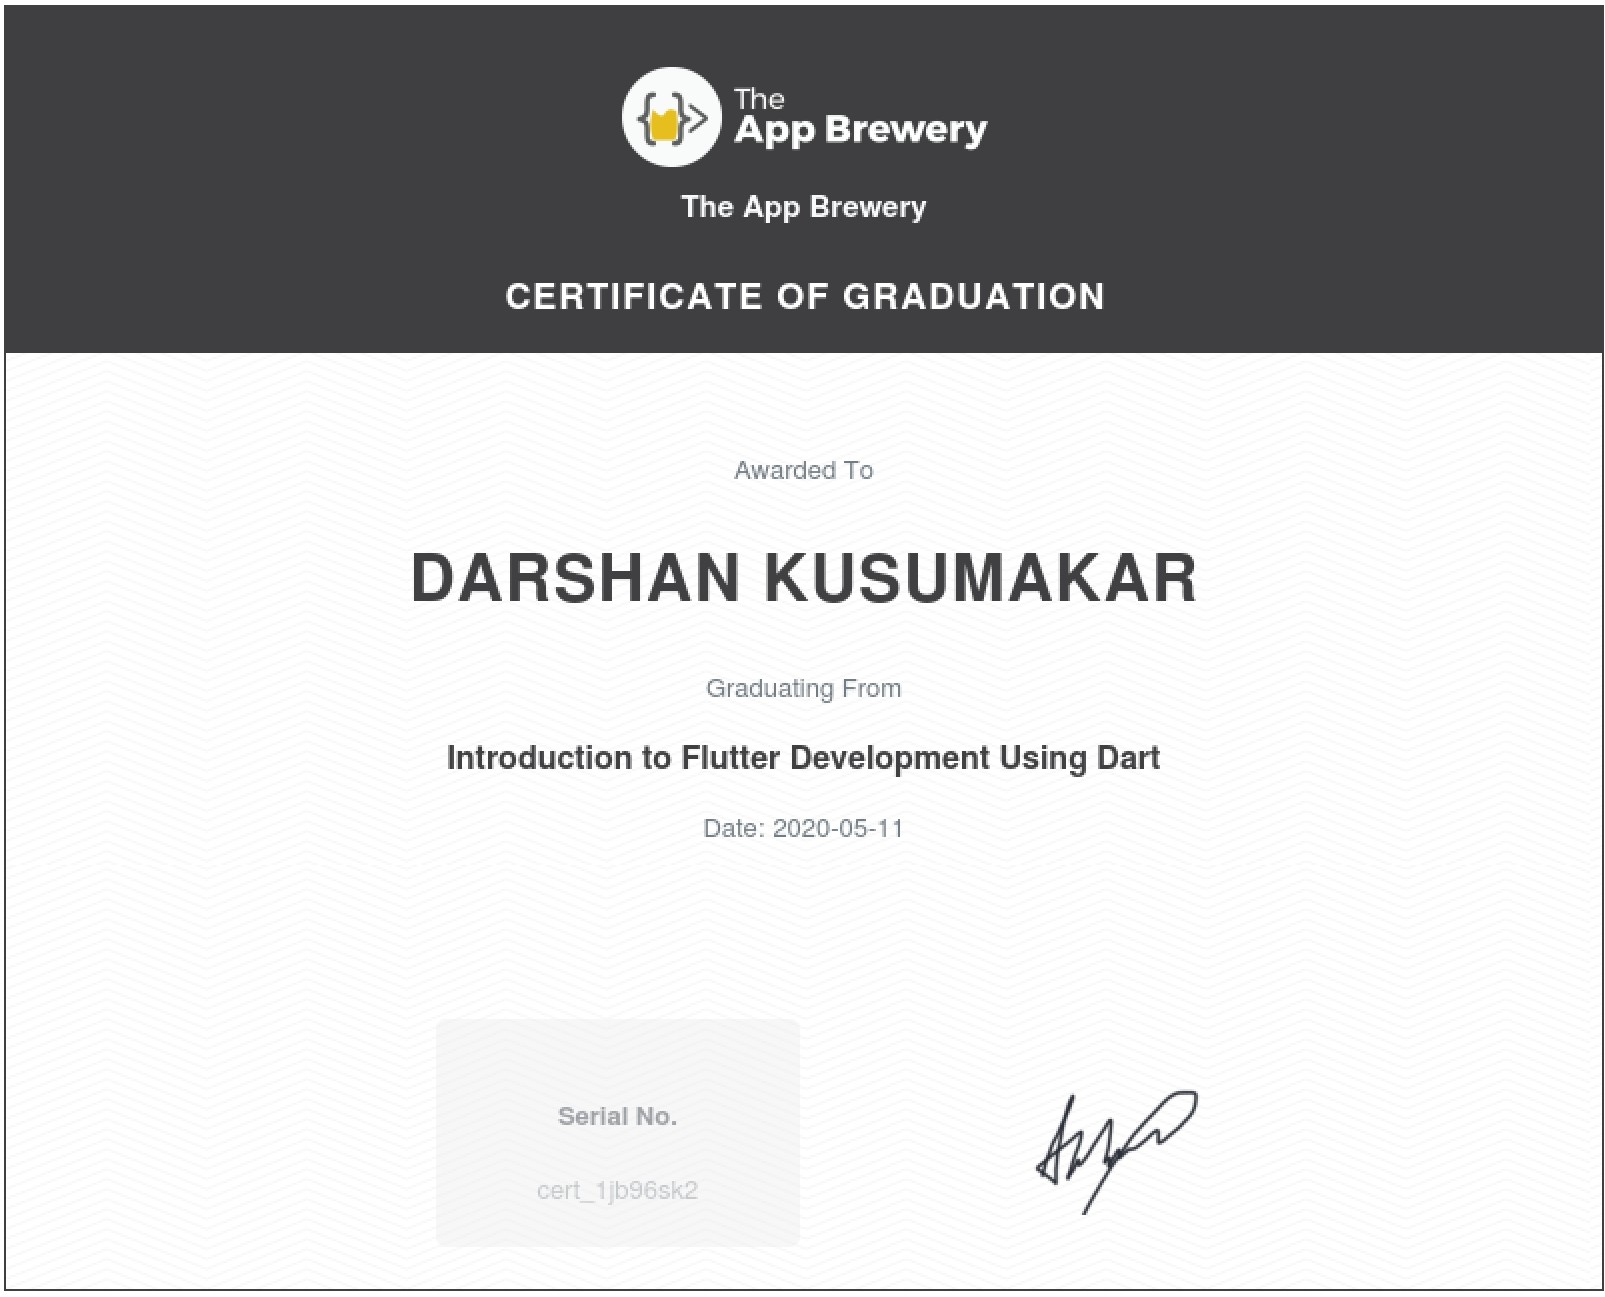 The
App Brewery
The App Brewery
CERTIFICATE OF GRADUATION
Awarded To
DARSHAN KUSUMAKAR
Graduating From
Introduction to Flutter Development Using Dart
Date: 2020-05-11
Serial No.
cert_1jb96sk2